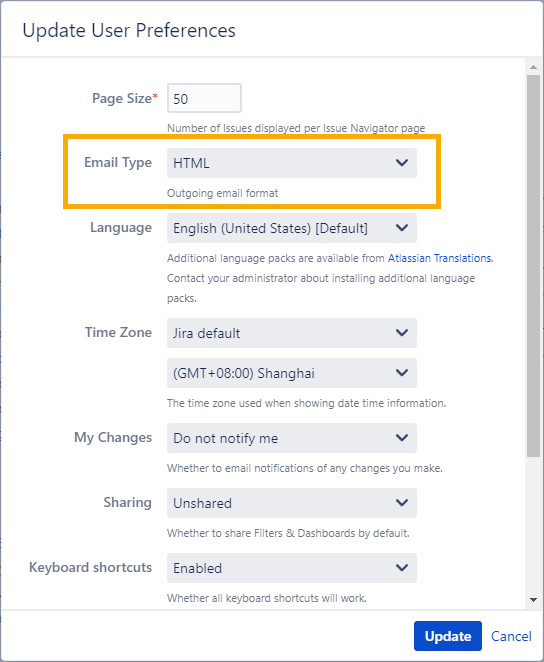 Update User Preferences
Page Size* 50
Number of Issues displayed per Issue Navigator page
Email Type HTML
Outgoing email format
Language English (United States) [Default]
Additional language packs are available from Atlassian Translations.
Contact your administrator about installing additional language
packs.
Time Zone Jira default
(GMT+08:00) Shanghai
The time zone used when showing date time information.
My Changes Do not notify me
Whether to email notifications of any changes you make.
Sharing Unshared
Whether to share Filters & Dashboards by default.
Keyboard shortcuts Enabled
Whether all keyboard shortcuts will work.
Update Cancel